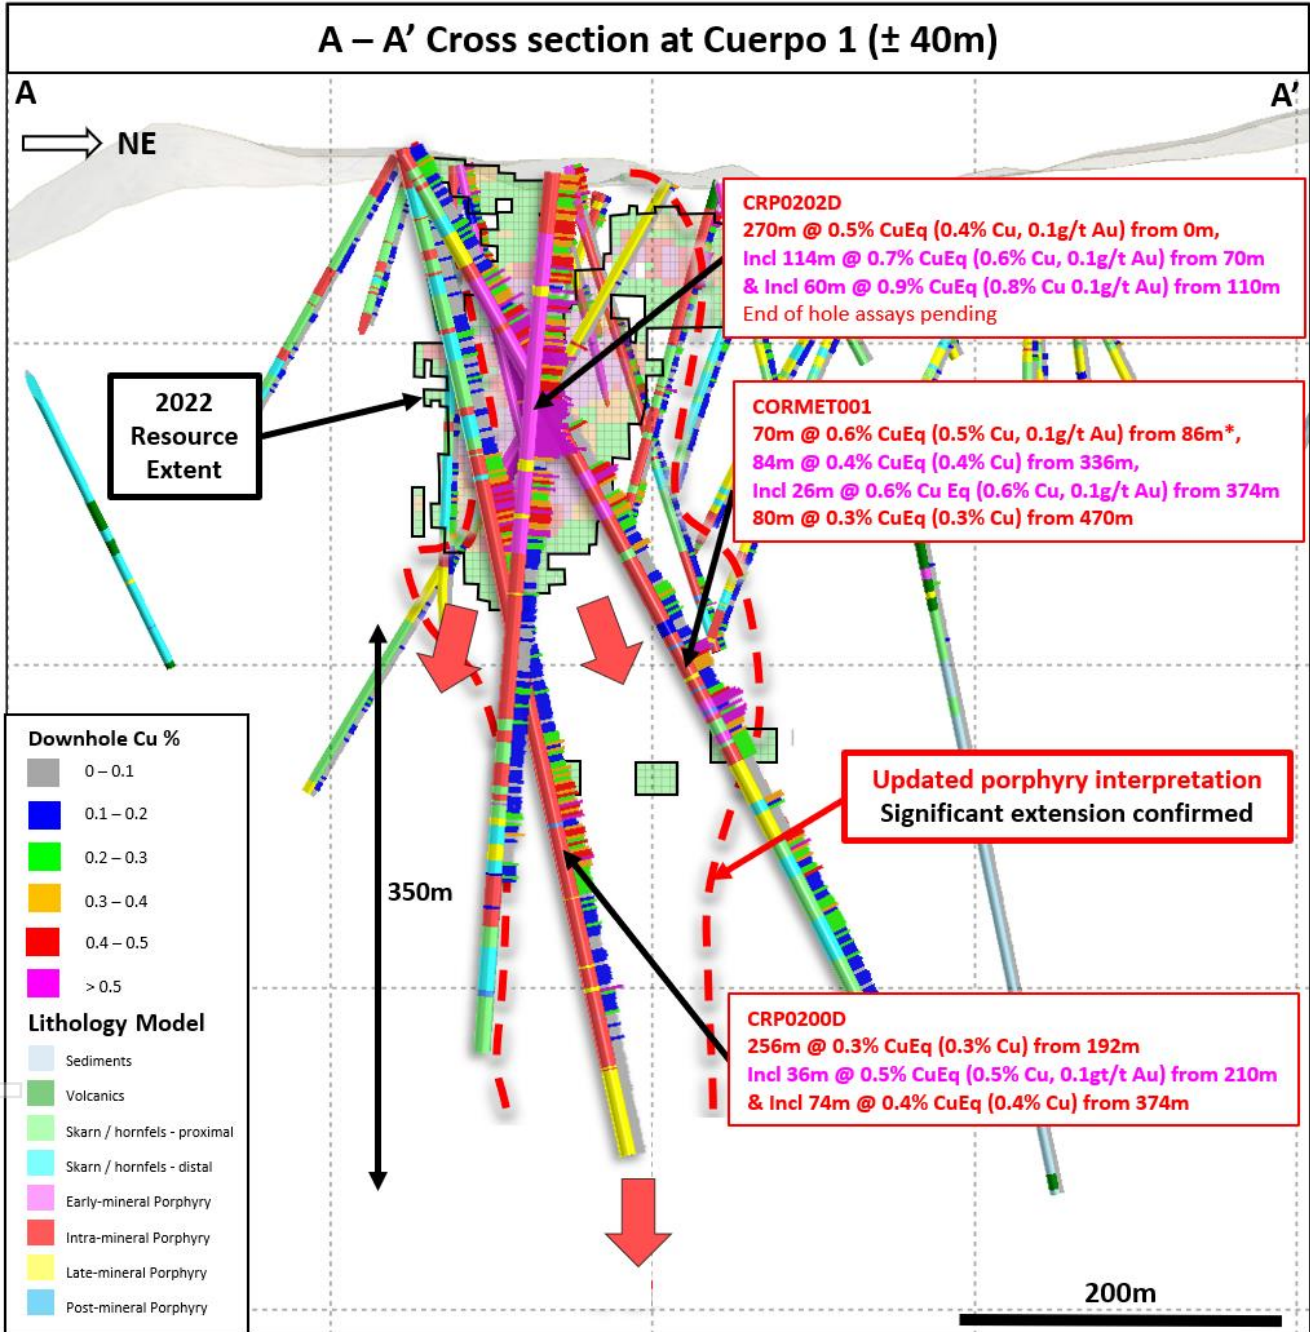 A – A’ Cross section at Cuerpo 1 (± 40m)
A
A’
NE
CRP0202D
270m @ 0.5% CuEq (0.4% Cu, 0.1g/t Au) from 0m,
Incl 114m @ 0.7% CuEq (0.6% Cu, 0.1g/t Au) from 70m
& Incl 60m @ 0.9% CuEq (0.8% Cu 0.1g/t Au) from 110m
End of hole assays pending
2022
Resource
Extent
CORMET001
70m @ 0.6% CuEq (0.5% Cu, 0.1g/t Au) from 86m*,
84m @ 0.4% CuEq (0.4% Cu) from 336m,
Incl 26m @ 0.6% Cu Eq (0.6% Cu, 0.1g/t Au) from 374m
80m @ 0.3% CuEq (0.3% Cu) from 470m
Updated porphyry interpretation
Significant extension confirmed
350m
CRP0200D
256m @ 0.3% CuEq (0.3% Cu) from 192m
Incl 36m @ 0.5% CuEq (0.5% Cu, 0.1gt/t Au) from 210m
& Incl 74m @ 0.4% CuEq (0.4% Cu) from 374m
Downhole Cu %
0 – 0.1
0.1 – 0.2
0.2 – 0.3
0.3 – 0.4
0.4 – 0.5
> 0.5
Lithology Model
Sediments
Volcanics
Skarn / hornfels - proximal
Skarn / hornfels - distal
Early-mineral Porphyry
Intra-mineral Porphyry
Late-mineral Porphyry
Post-mineral Porphyry
200m